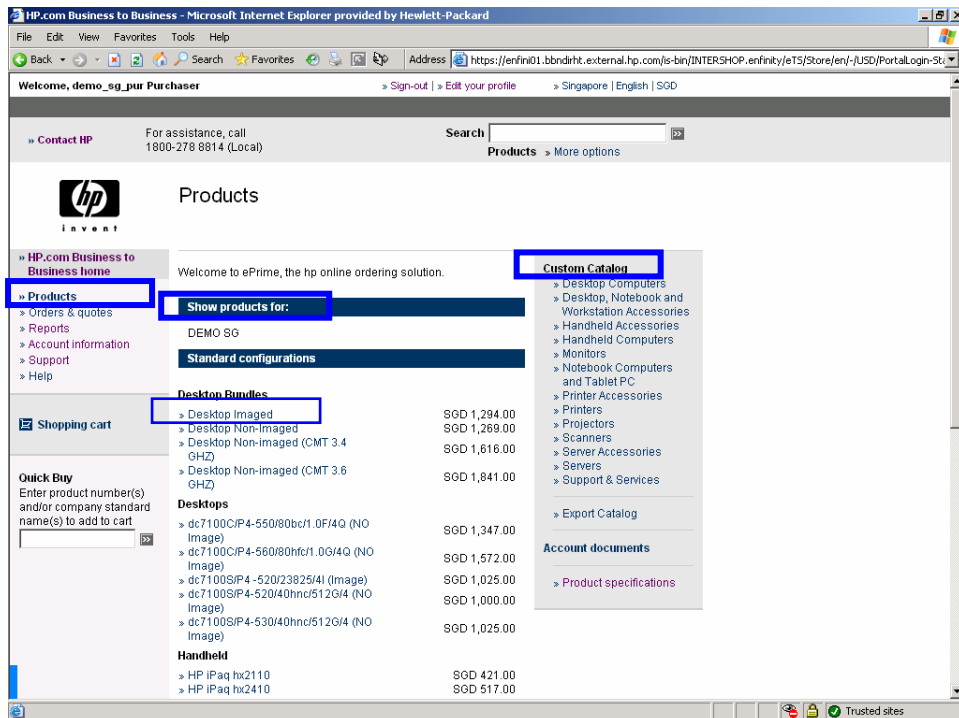 HP.com Business to Business - Microsoft Internet Explorer provided by Hewlett-Packard
File Edit View Favorites Tools Help
Back Search Favorites Address https://enfini01.bbndirht.external.hp.com/is-bin/INTERSHOP.enfinity/eTS/Store/en/-/USD/PortalLogin-Sta
Welcome, demo_sg_pur Purchaser » Sign-out | » Edit your profile » Singapore | English | SGD
» Contact HP
For assistance, call
1800-278 8814 (Local)
Search »
Products » More options
hp
invent
Products
» HP.com Business to
Business home
» Products
» Orders & quotes
» Reports
» Account information
» Support
» Help
Shopping cart
Quick Buy
Enter product number(s)
and/or company standard
name(s) to add to cart
»
Welcome to ePrime, the hp online ordering solution.
Show products for:
DEMO SG
Standard configurations
Desktop Bundles
» Desktop Imaged SGD 1,294.00
» Desktop Non-Imaged SGD 1,269.00
» Desktop Non-imaged (CMT 3.4
GHZ) SGD 1,616.00
» Desktop Non-imaged (CMT 3.6
GHZ) SGD 1,841.00
Desktops
» dc7100C/P4-550/80bc/1.0F/4Q (NO
Image) SGD 1,347.00
» dc7100C/P4-560/80hfc/1.0G/4Q (NO
Image) SGD 1,572.00
» dc7100S/P4 -520/23825/4I (Image) SGD 1,025.00
» dc7100S/P4-520/40hnc/512G/4 (NO
Image) SGD 1,000.00
» dc7100S/P4-530/40hnc/512G/4 (NO
Image) SGD 1,025.00
Handheld
» HP iPaq hx2110 SGD 421.00
» HP iPaq hx2410 SGD 517.00
Custom Catalog
» Desktop Computers
» Desktop, Notebook and
Workstation Accessories
» Handheld Accessories
» Handheld Computers
» Monitors
» Notebook Computers
and Tablet PC
» Printer Accessories
» Printers
» Projectors
» Scanners
» Server Accessories
» Servers
» Support & Services
» Export Catalog
Account documents
» Product specifications
Trusted sites